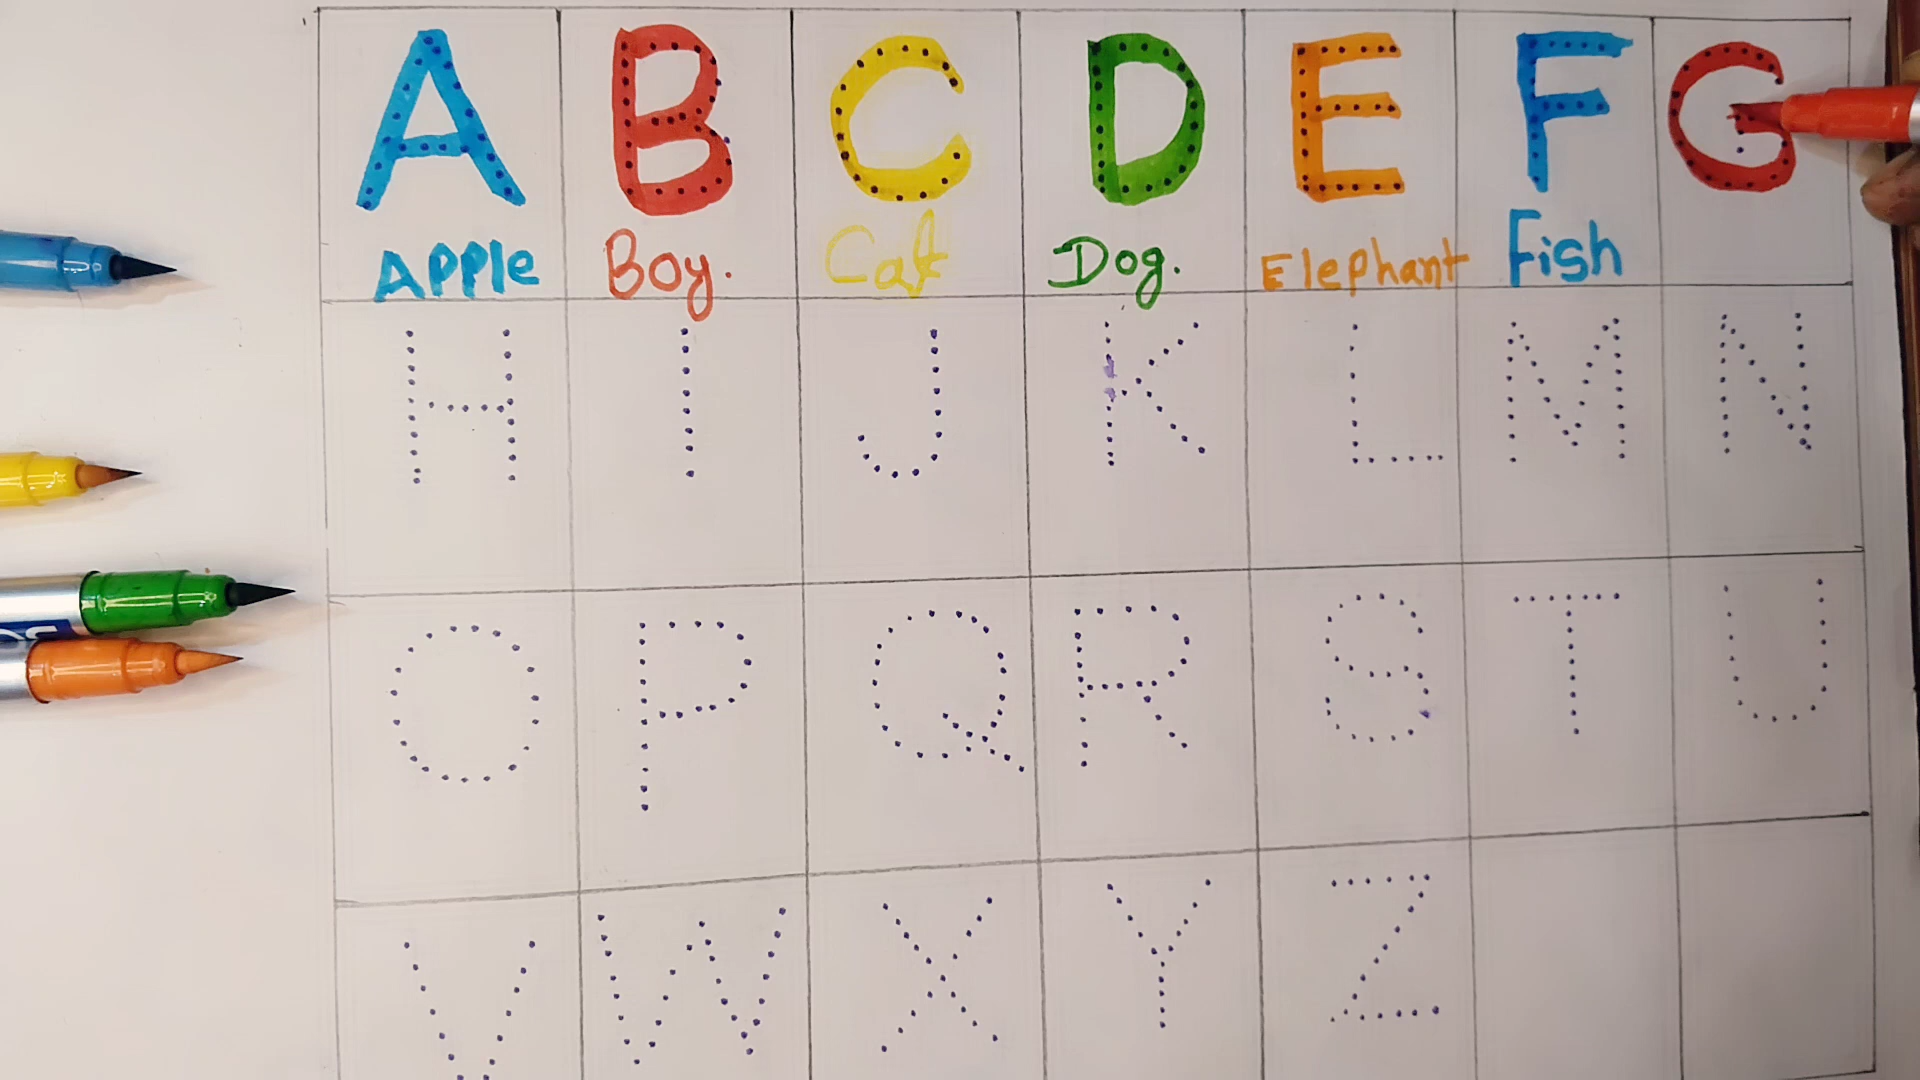 A B C D E F G
Apple Boy. Cat Dog. Elephant Fish
H I J K L M N
O P Q R S T U
V W X Y Z